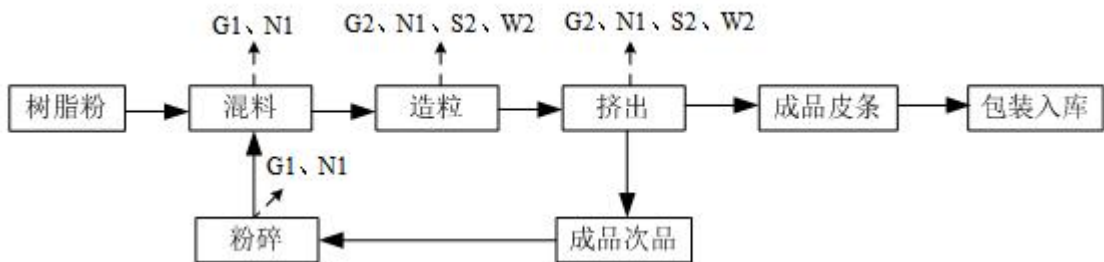 G1、N1
G2、N1、S2、W2
G2、N1、S2、W2
树脂粉
混料
造粒
挤出
成品皮条
包装入库
G1、N1
粉碎
成品次品